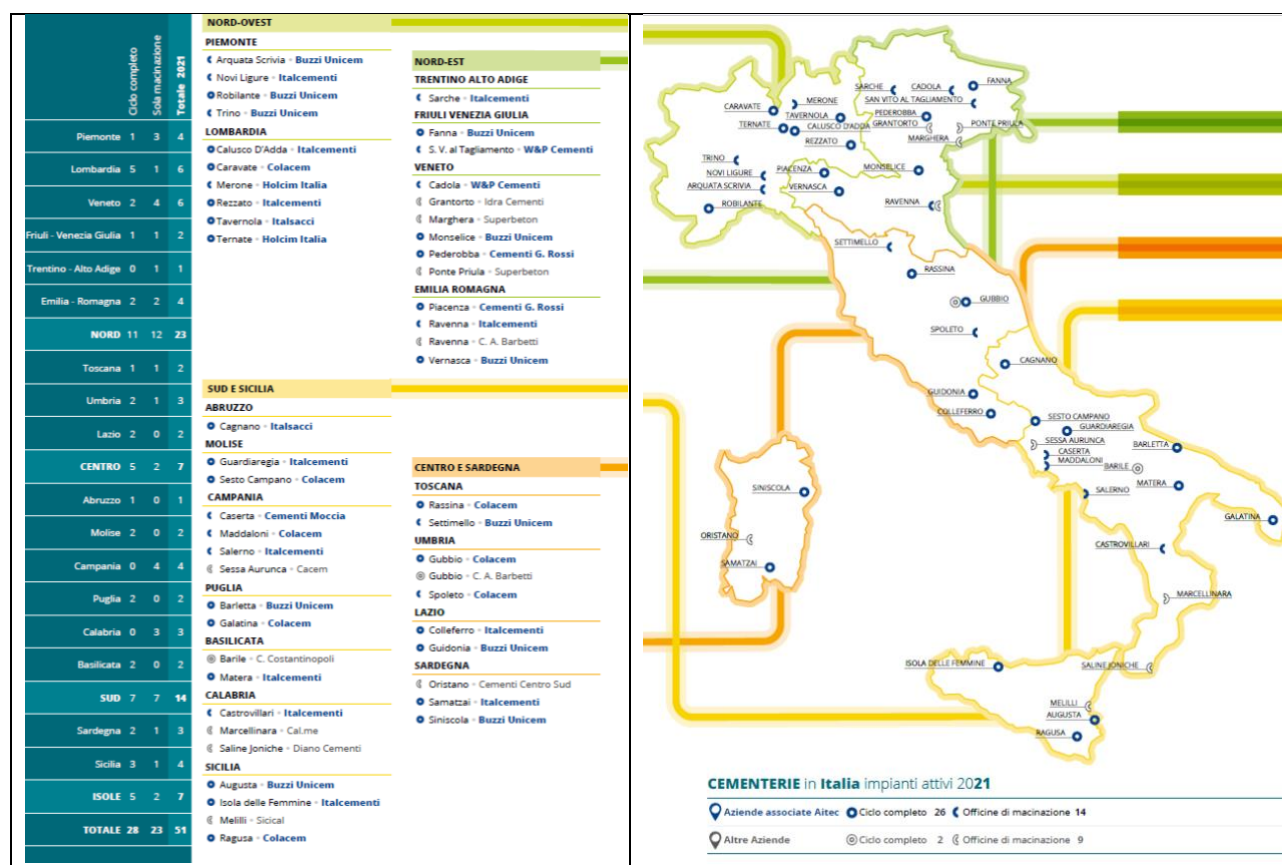 Ciclo completo
Sola macinazione
Totale 2021
Piemonte 1 3 4
Lombardia 5 1 6
Veneto 2 4 6
Friuli - Venezia Giulia 1 1 2
Trentino - Alto Adige 0 1 1
Emilia - Romagna 2 2 4
NORD 11 12 23
Toscana 1 1 2
Umbria 2 1 3
Lazio 2 0 2
CENTRO 5 2 7
Abruzzo 1 0 1
Molise 2 0 2
Campania 0 4 4
Puglia 2 0 2
Calabria 0 3 3
Basilicata 2 0 2
SUD 7 7 14
Sardegna 2 1 3
Sicilia 3 1 4
ISOLE 5 2 7
TOTALE 28 23 51
NORD-OVEST
PIEMONTE
Arquata Scrivia • Buzzi Unicem
Novi Ligure • Italcementi
Robilante • Buzzi Unicem
Trino • Buzzi Unicem
LOMBARDIA
Calusco D'Adda • Italcementi
Caravate • Colacem
Merone • Holcim Italia
Rezzato • Italcementi
Tavernola • Italsacci
Ternate • Holcim Italia
NORD-EST
TRENTINO ALTO ADIGE
Sarche • Italcementi
FRIULI VENEZIA GIULIA
Fanna • Buzzi Unicem
S. V. al Tagliamento • W&P Cementi
VENETO
Cadola • W&P Cementi
Grantorto • Idra Cementi
Marghera • Superbeton
Monselice • Buzzi Unicem
Pederobba • Cementi G. Rossi
Ponte Priula • Superbeton
EMILIA ROMAGNA
Piacenza • Cementi G. Rossi
Ravenna • Italcementi
Ravenna • C. A. Barbetti
Vernasca • Buzzi Unicem
SUD E SICILIA
ABRUZZO
Cagnano • Italsacci
MOLISE
Guardiaregia • Italcementi
Sesto Campano • Colacem
CAMPANIA
Caserta • Cementi Moccia
Maddaloni • Colacem
Salerno • Italcementi
Sessa Aurunca • Cacem
PUGLIA
Barletta • Buzzi Unicem
Galatina • Colacem
BASILICATA
Barile • C. Costantinopoli
Matera • Italcementi
CALABRIA
Castrovillari • Italcementi
Marcellinara • Cal.me
Saline Joniche • Diano Cementi
SICILIA
Augusta • Buzzi Unicem
Isola delle Femmine • Italcementi
Melilli • Sicical
Ragusa • Colacem
CENTRO E SARDEGNA
TOSCANA
Rassina • Colacem
Settimello • Buzzi Unicem
UMBRIA
Gubbio • Colacem
Gubbio • C. A. Barbetti
Spoleto • Colacem
LAZIO
Colleferro • Italcementi
Guidonia • Buzzi Unicem
SARDEGNA
Oristano • Cementi Centro Sud
Samatzai • Italcementi
Siniscola • Buzzi Unicem
FANNA
SARCHE
CADOLA
SAN VITO AL TAGLIAMENTO
CARAVATE
MERONE
TAVERNOLA
PEDEROBBA
TERNATE
CALUSCO D'ADDA
GRANTORTO
PONTE PRIULA
REZZATO
MARGHERA
TRINO
NOVI LIGURE
PIACENZA
MONSELICE
ARQUATA SCRIVIA
VERNASCA
ROBILANTE
RAVENNA
SETTIMELLO
RASSINA
GUBBIO
SPOLETO
CAGNANO
GUIDONIA
COLLEFERRO
SESTO CAMPANO
GUARDIAREGIA
SESSA AURUNCA
BARLETTA
CASERTA
MADDALONI
BARILE
MATERA
SALERNO
SINISCOLA
GALATINA
ORISTANO
CASTROVILLARI
SAMATZAI
MARCELLINARA
ISOLA DELLE FEMMINE
SALINE JONICHE
MELILLI
AUGUSTA
RAGUSA
CEMENTERIE in Italia impianti attivi 2021
Aziende associate Aitec Ciclo completo 26 Officine di macinazione 14
Altre Aziende Ciclo completo 2 Officine di macinazione 9